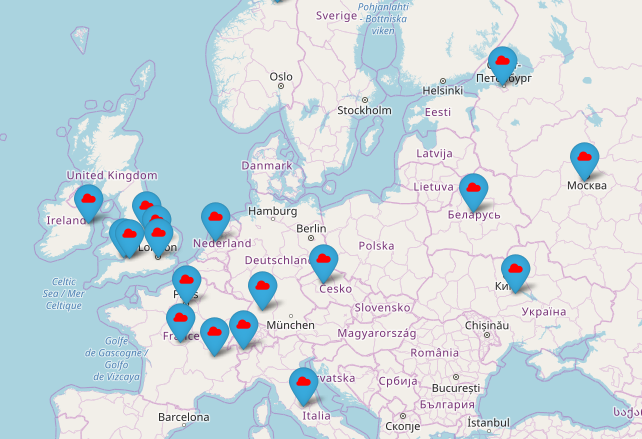 Sverige
Pohjanlahti
Bottniska
viken
Oslo
Helsinki
Петербург
Stockholm
Eesti
Latvija
Danmark
United Kingdom
Lietuva
Москва
Ireland
Hamburg
Беларусь
Nederland
London
Berlin
Polska
Deutschland
Celtic
Sea / Mer
Celtique
Česko
Slovensko
Україна
France
München
Chișinău
Magyarország
Golfe
de Gascogne /
Golfo
de Vizcaya
România
Hrvatska
Србија
București
България
Barcelona
Italia
Скопје
İstanbul